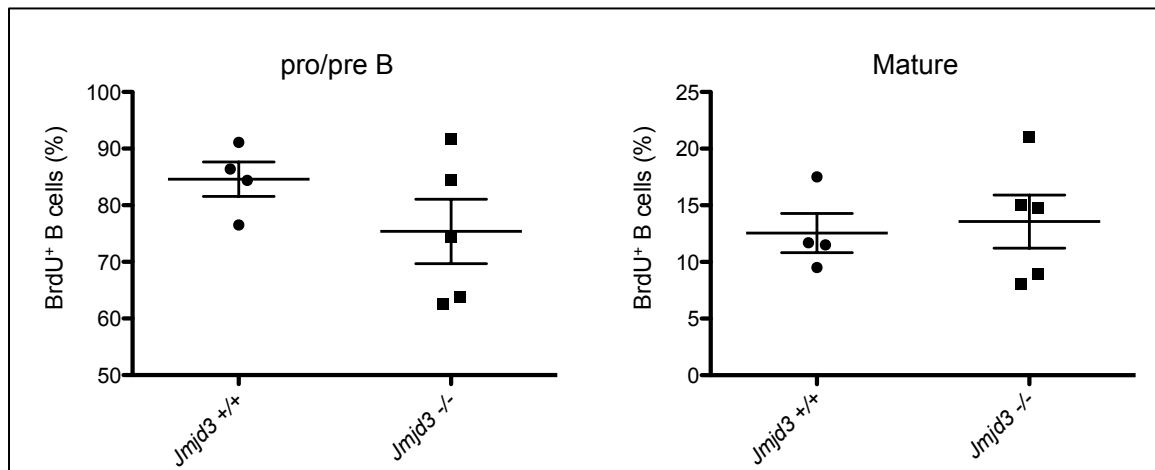 pro/pre B
100
90
80
70
60
50
BrdU⁺ B cells (%)
Jmjd3 +/+
Jmjd3 -/-
Mature
25
20
15
10
5
0
BrdU⁺ B cells (%)
Jmjd3 +/+
Jmjd3 -/-